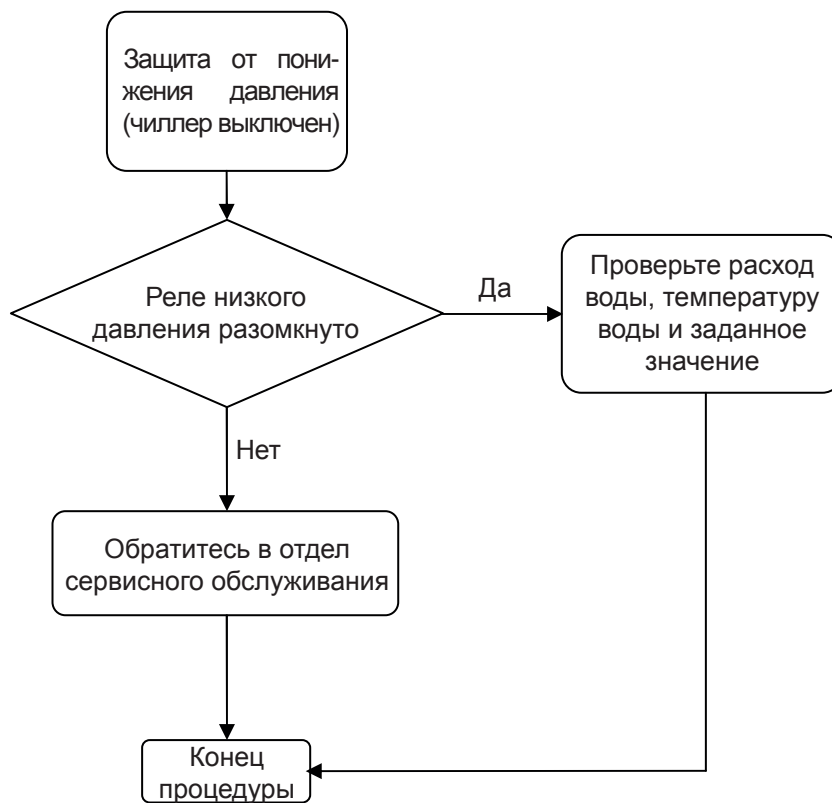 Защита от пони-
жения давления
(чиллер выключен)
Реле низкого
давления разомкнуто
Да
Проверьте расход
воды, температуру
воды и заданное
значение
Нет
Обратитесь в отдел
сервисного обслуживания
Конец
процедуры